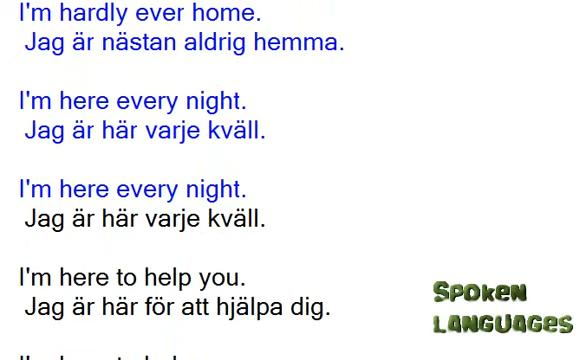 I'm hardly ever home.
Jag är nästan aldrig hemma.
I'm here every night.
Jag är här varje kväll.
I'm here every night.
Jag är här varje kväll.
I'm here to help you.
Jag är här för att hjälpa dig.
Spoken
Languages